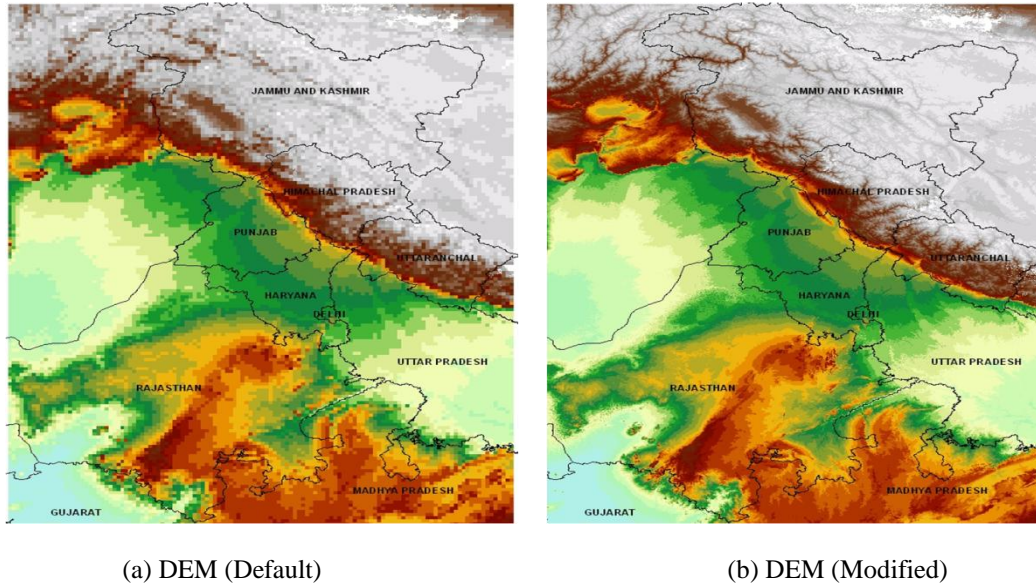 JAMMU AND KASHMIR
HIMACHAL PRADESH
PUNJAB
UTTARANCHAL
HARYANA
DELHI
UTTAR PRADESH
RAJASTHAN
MADHYA PRADESH
GUJARAT
JAMMU AND KASHMIR
HIMACHAL PRADESH
PUNJAB
UTTARANCHAL
HARYANA
DELHI
UTTAR PRADESH
RAJASTHAN
MADHYA PRADESH
GUJARAT
(a) DEM (Default)
(b) DEM (Modified)